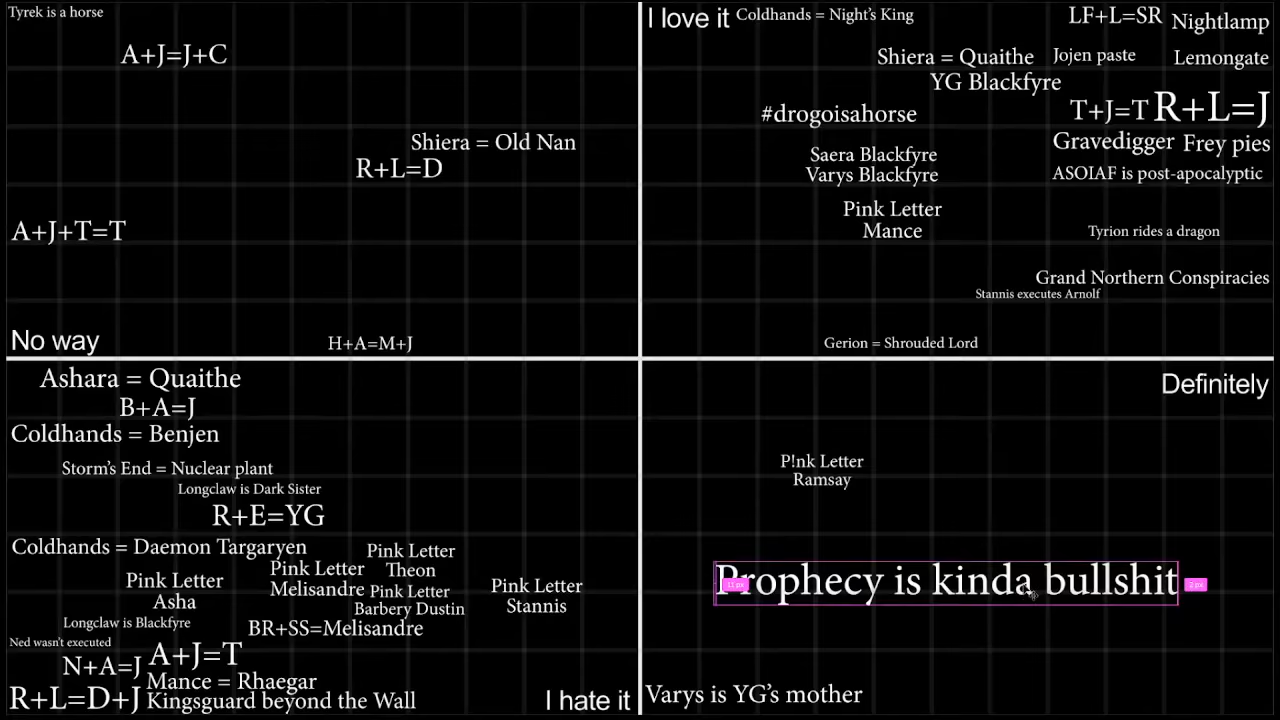 Tyrek is a horse
A+J=J+C
Shiera = Old Nan
R+L=D
A+J+T=T
No way
H+A=M+J
I love it
Coldhands = Night's King
LF+L=SR
Nightlamp
Shiera = Quaithe
Jojen paste
Lemongate
YG Blackfyre
#drogoisahorse
T+J=T
R+L=J
Gravedigger
Frey pies
Saera Blackfyre
Varys Blackfyre
ASOIAF is post-apocalyptic
Pink Letter
Mance
Tyrion rides a dragon
Grand Northern Conspiracies
Stannis executes Arnolf
Gerion = Shrouded Lord
Ashara = Quaithe
B+A=J
Coldhands = Benjen
Storm's End = Nuclear plant
Longclaw is Dark Sister
R+E=YG
Coldhands = Daemon Targaryen
Pink Letter
Theon
Pink Letter
Melisandre
Pink Letter
Asha
Pink Letter
Barbery Dustin
Pink Letter
Stannis
Longclaw is Blackfyre
BR+SS=Melisandre
Ned wasn't executed
N+A=J
A+J=T
Mance = Rhaegar
R+L=D+J
Kingsguard beyond the Wall
I hate it
Definitely
P!nk Letter
Ramsay
Prophecy is kinda bullshit
Varys is YG's mother